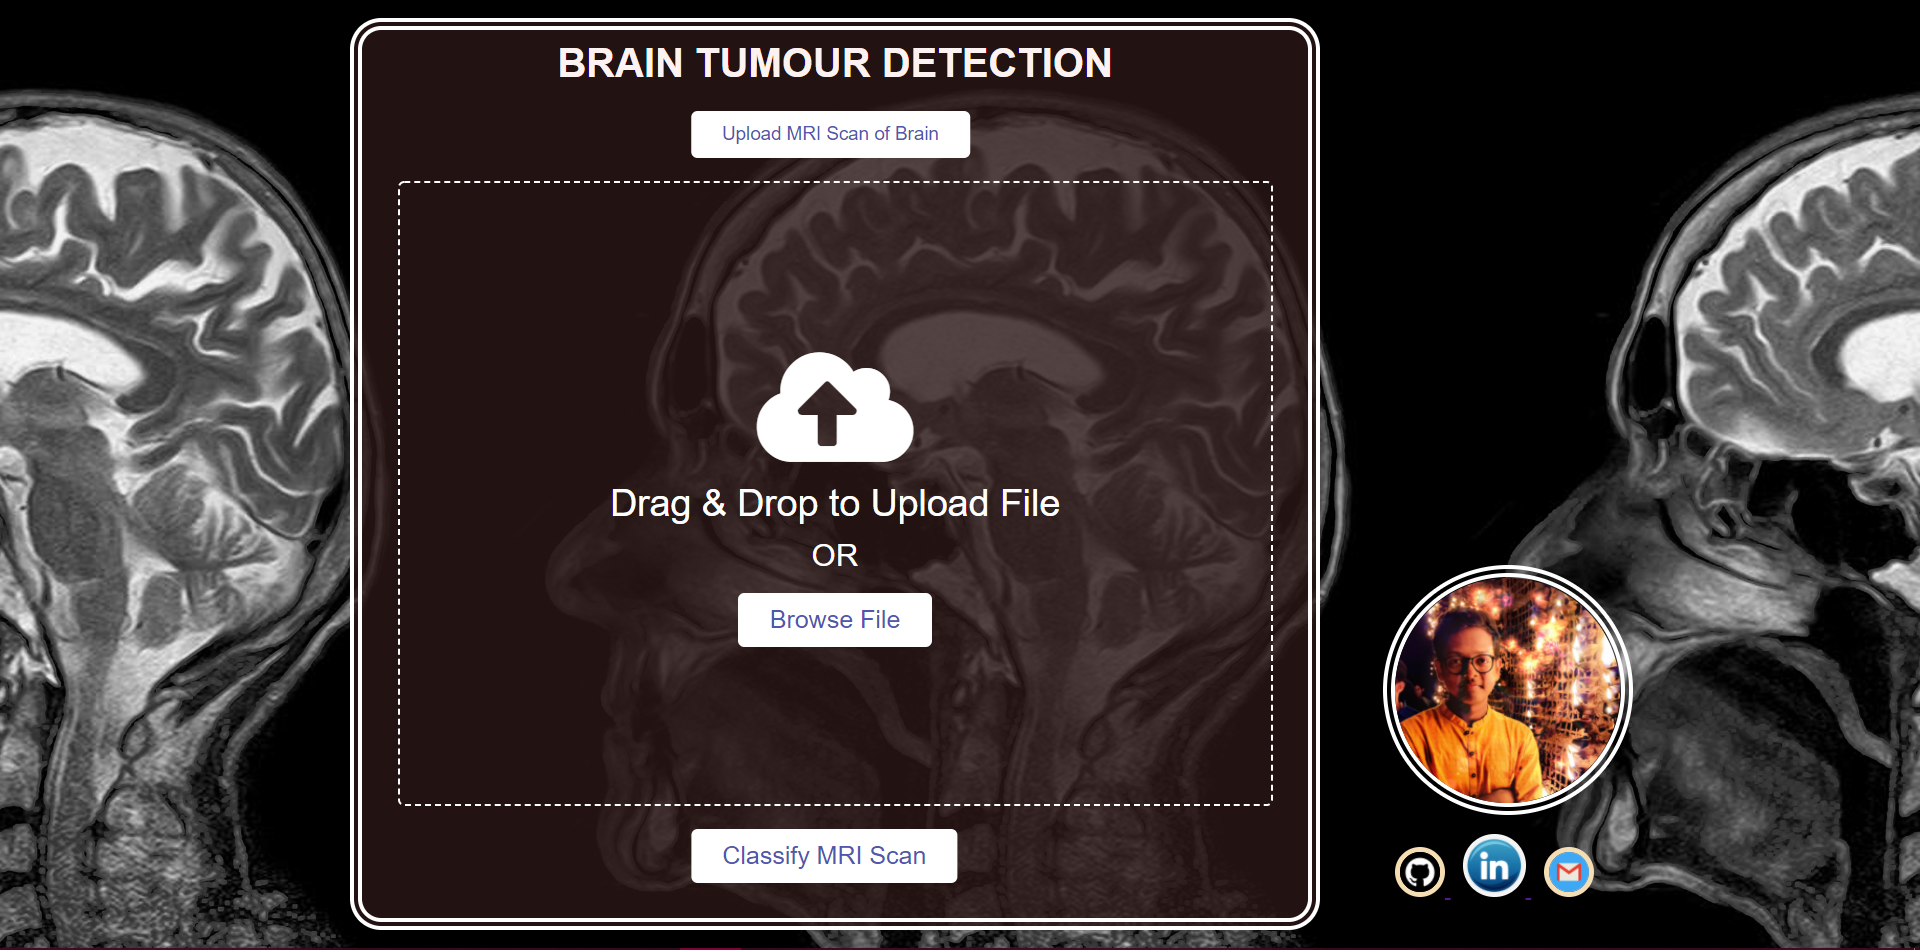 BRAIN TUMOUR DETECTION
Upload MRI Scan of Brain
Drag & Drop to Upload File
OR
Browse File
Classify MRI Scan
in